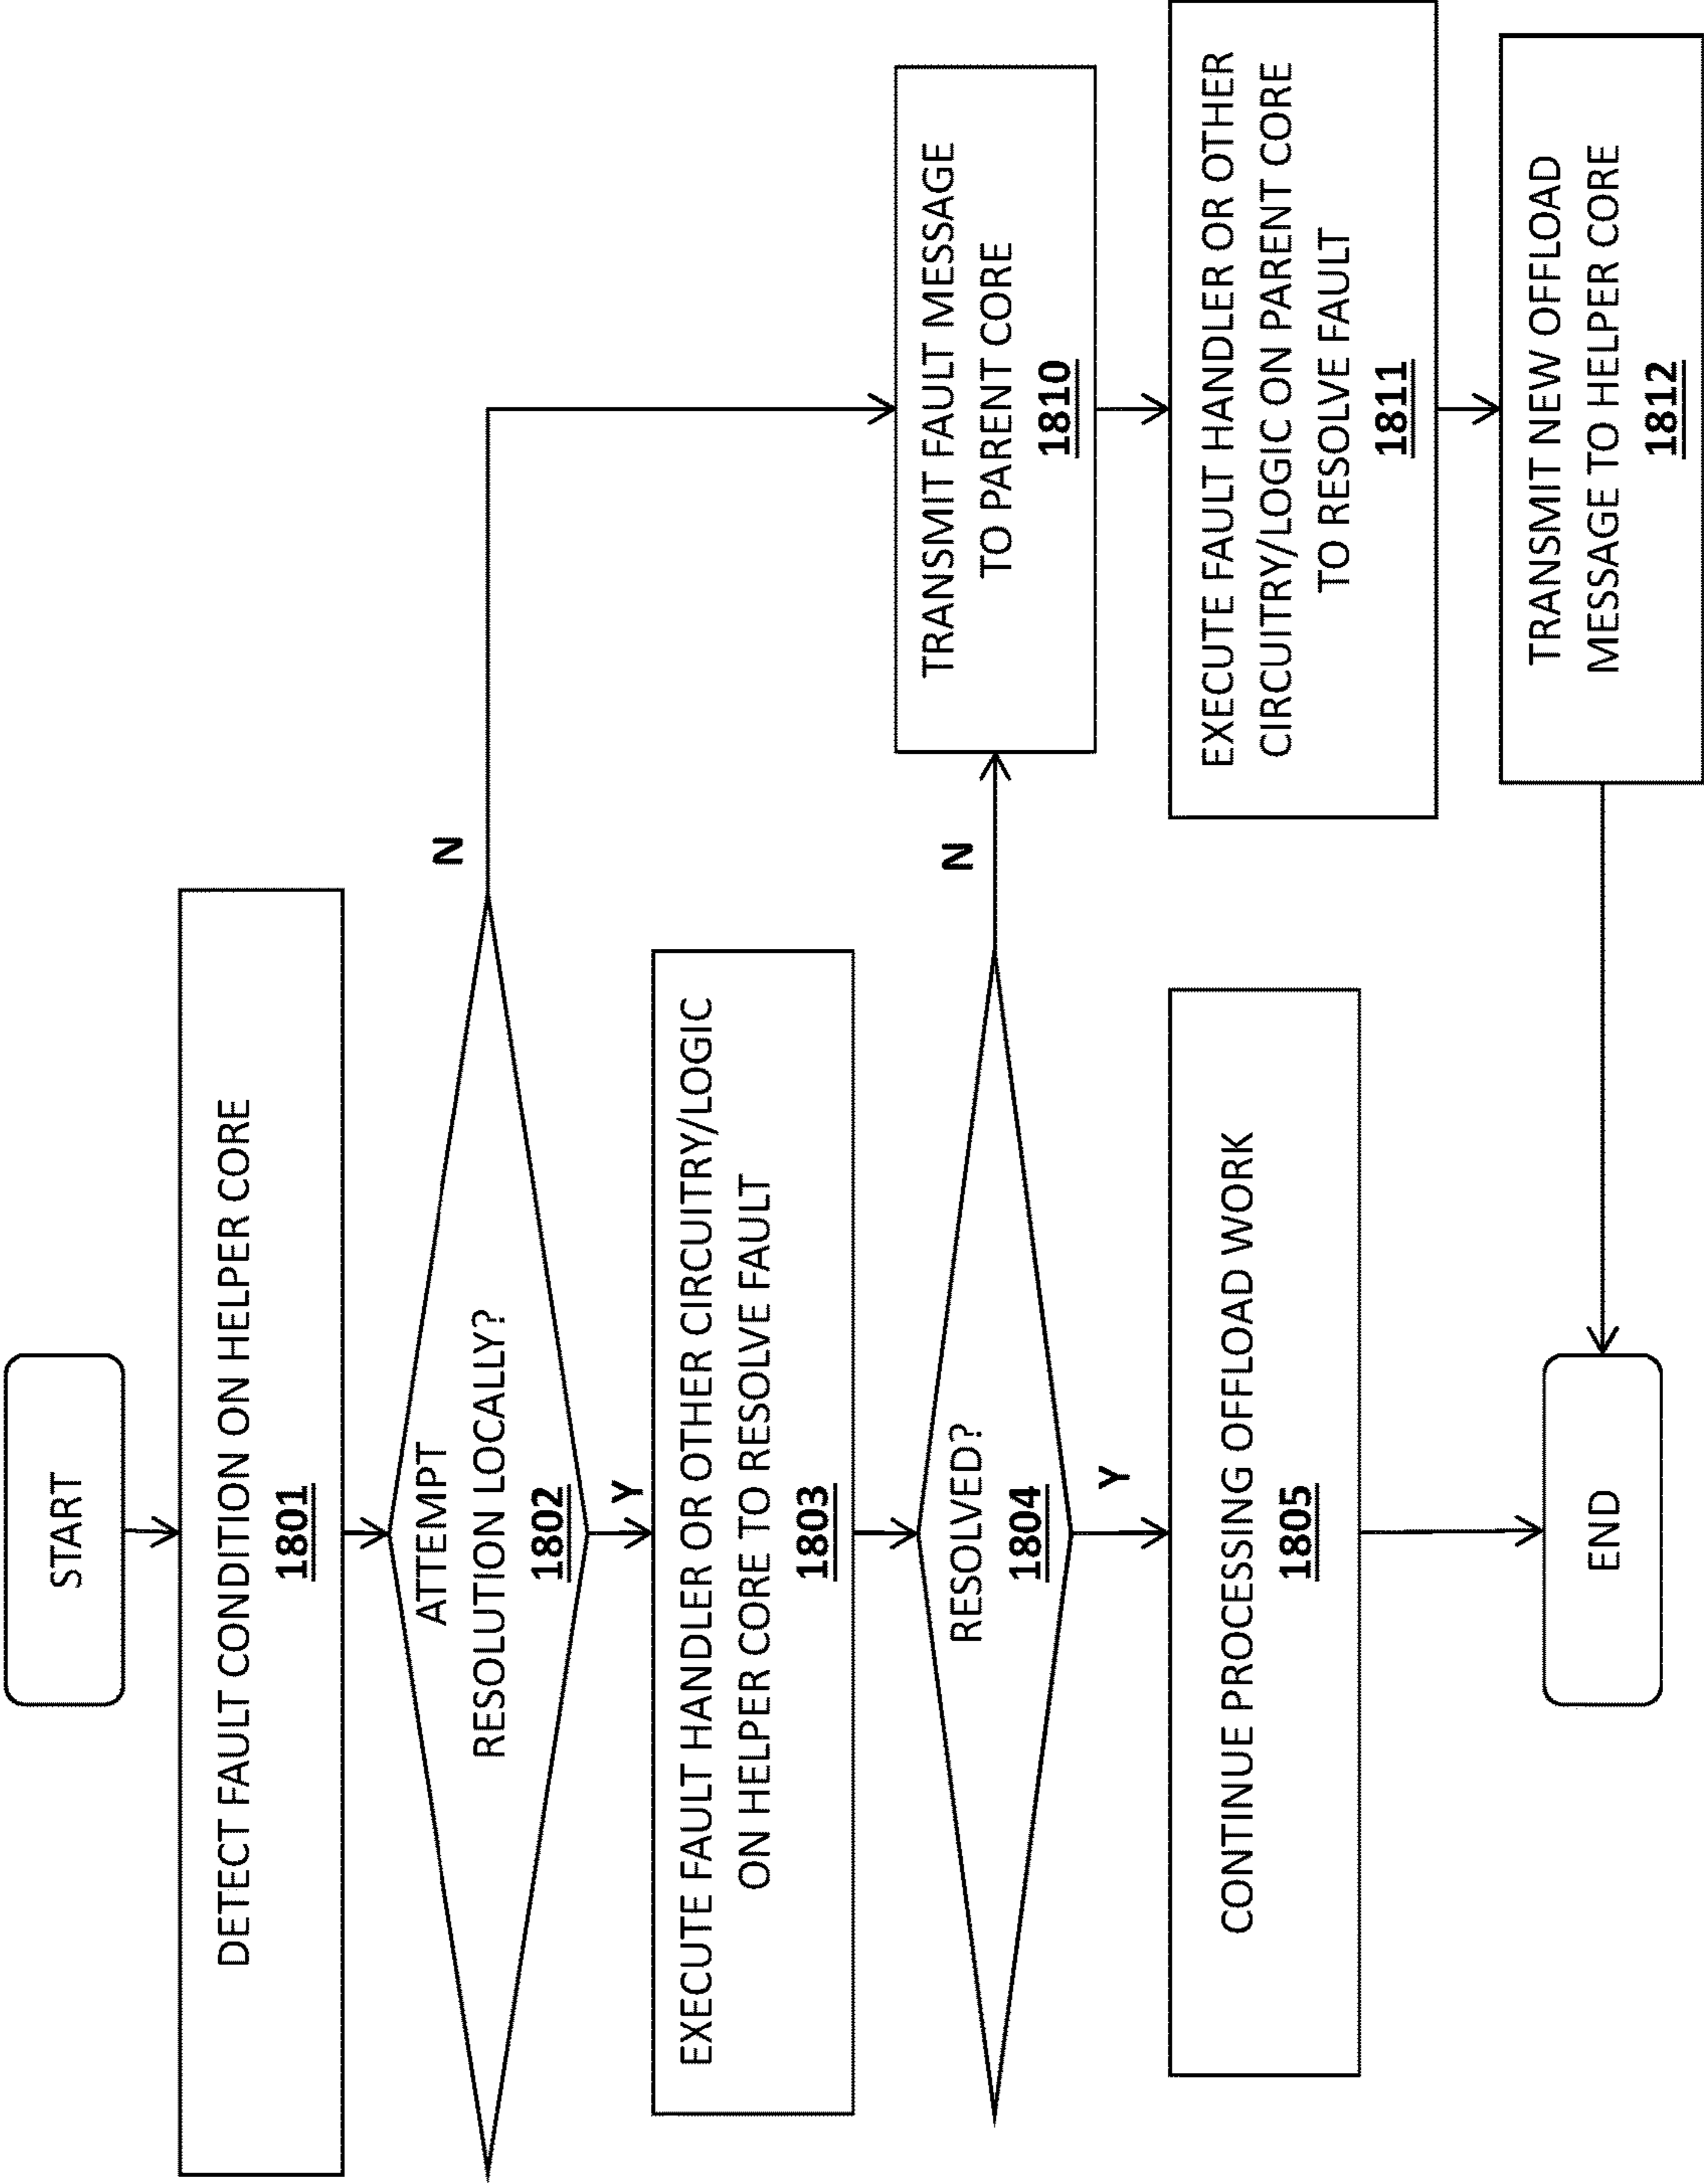 START
DETECT FAULT CONDITION ON HELPER CORE
1801
ATTEMPT
RESOLUTION LOCALLY?
1802
N
Y
EXECUTE FAULT HANDLER OR OTHER CIRCUITRY/LOGIC
ON HELPER CORE TO RESOLVE FAULT
1803
RESOLVED?
1804
N
Y
CONTINUE PROCESSING OFFLOAD WORK
1805
TRANSMIT FAULT MESSAGE
TO PARENT CORE
1810
EXECUTE FAULT HANDLER OR OTHER
CIRCUITRY/LOGIC ON PARENT CORE
TO RESOLVE FAULT
1811
TRANSMIT NEW OFFLOAD
MESSAGE TO HELPER CORE
1812
END